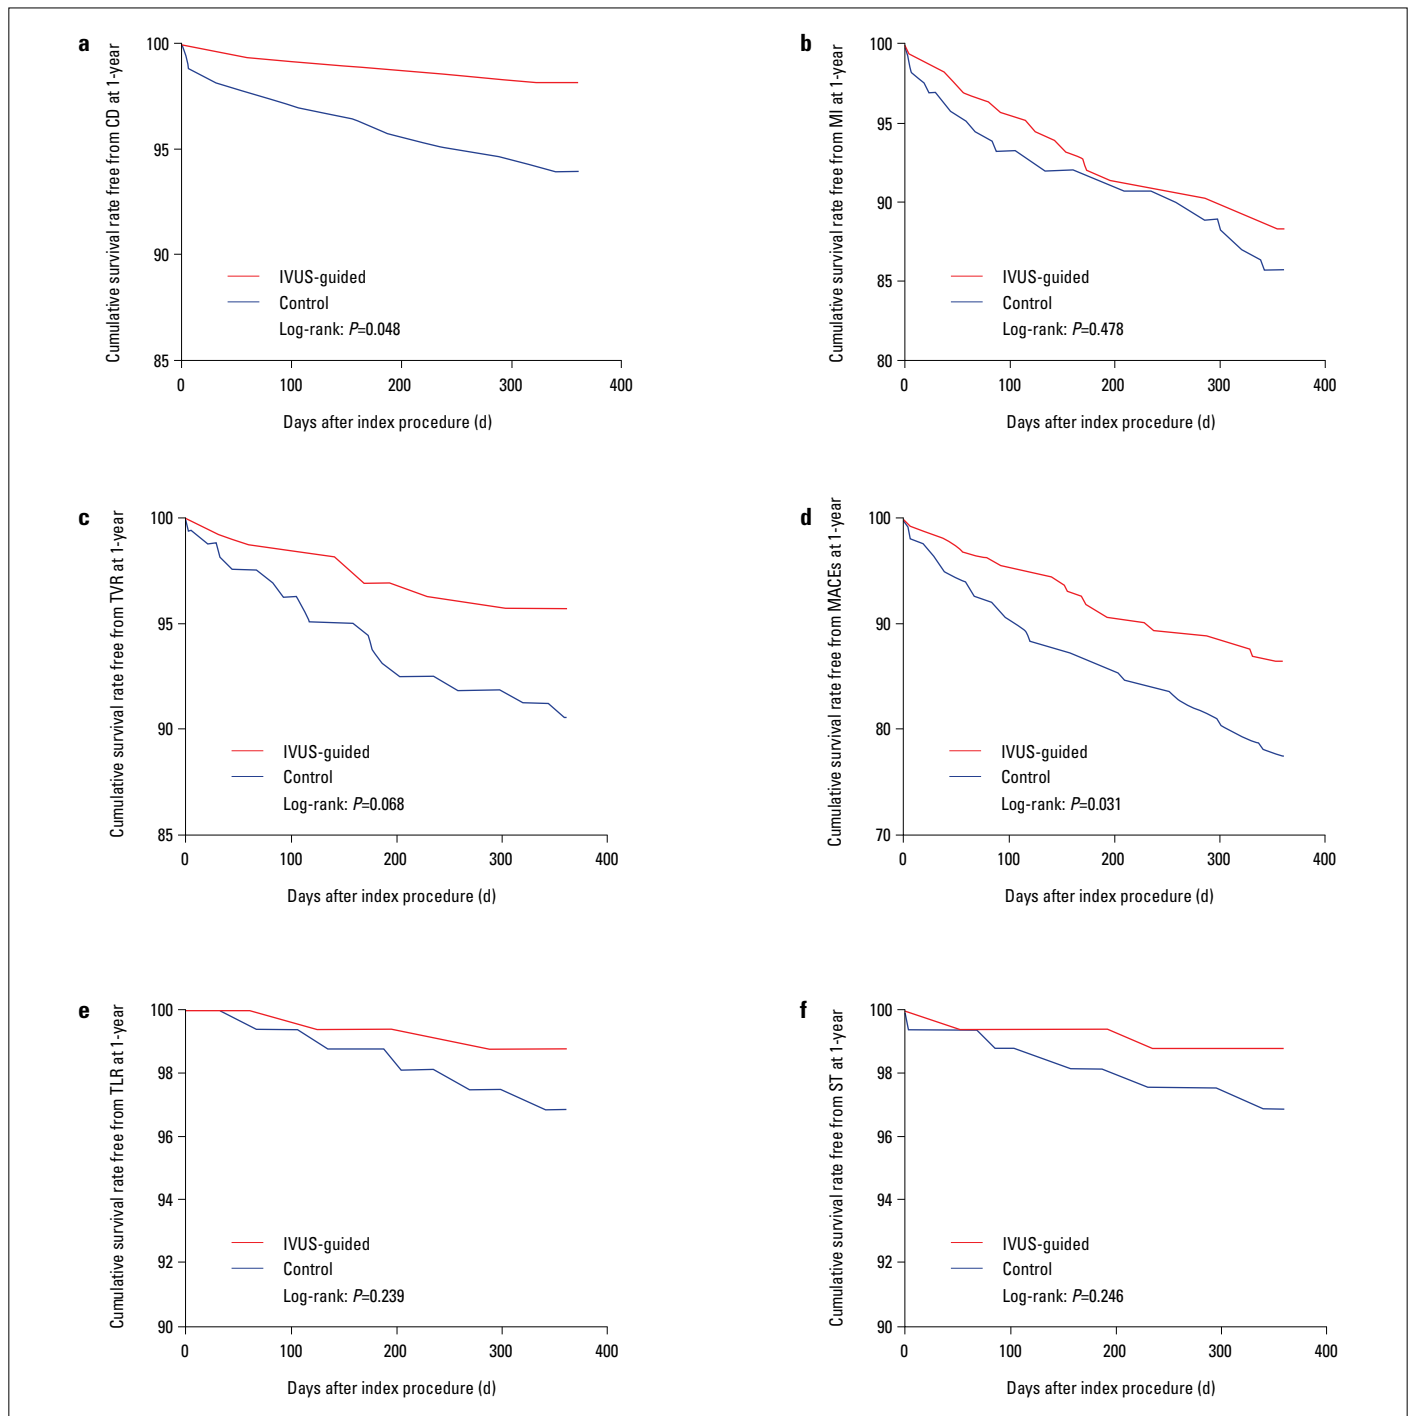 a
Cumulative survival rate free from CD at 1-year
100
95
90
85
IVUS-guided
Control
Log-rank: P=0.048
0 100 200 300 400
Days after index procedure (d)
b
Cumulative survival rate free from MI at 1-year
100
95
90
85
80
IVUS-guided
Control
Log-rank: P=0.478
0 100 200 300 400
Days after index procedure (d)
c
Cumulative survival rate free from TVR at 1-year
100
95
90
85
IVUS-guided
Control
Log-rank: P=0.068
0 100 200 300 400
Days after index procedure (d)
d
Cumulative survival rate free from MACEs at 1-year
100
90
80
70
IVUS-guided
Control
Log-rank: P=0.031
0 100 200 300 400
Days after index procedure (d)
e
Cumulative survival rate free from TLR at 1-year
100
98
96
94
92
90
IVUS-guided
Control
Log-rank: P=0.239
0 100 200 300 400
Days after index procedure (d)
f
Cumulative survival rate free from ST at 1-year
100
98
96
94
92
90
IVUS-guided
Control
Log-rank: P=0.246
0 100 200 300 400
Days after index procedure (d)